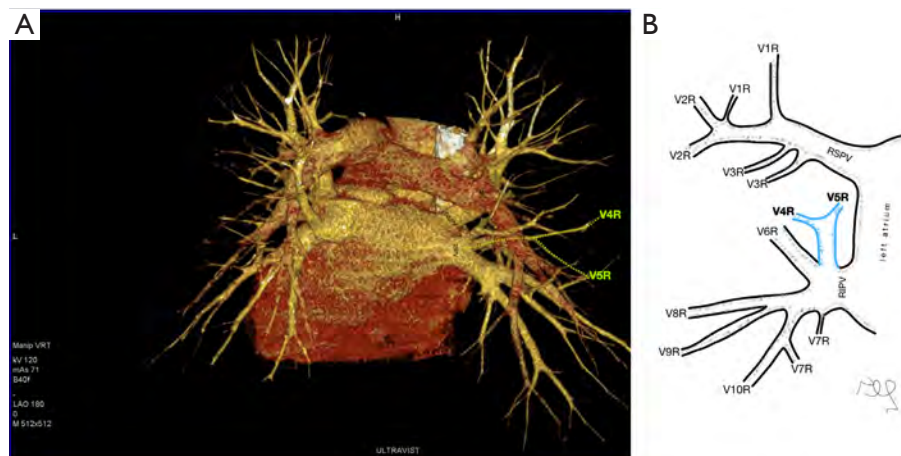 A
H
V4R
V5R
L
Manip VRT
kV 120
mAs 71
B40f
-
LAO 180
0
M 512x512
ULTRAVIST
B
V1R
V1R
V2R
V2R
RSPV
V3R
V3R
V5R
V4R
V6R
left atrium
RIPV
V8R
V7R
V9R
V7R
V10R